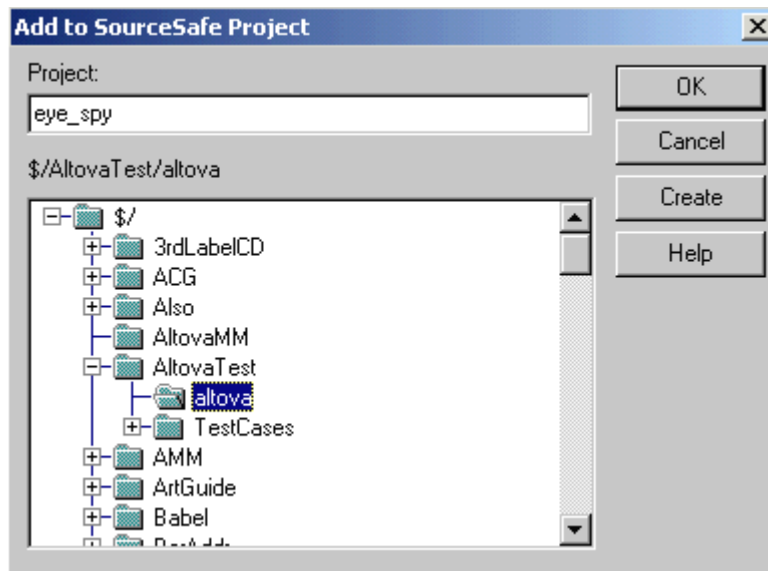 Add to SourceSafe Project
Project:
eye_spy
$/AltovaTest/altova
$/
3rdLabelCD
ACG
Also
AltovaMM
AltovaTest
altova
TestCases
AMM
ArtGuide
Babel
OK
Cancel
Create
Help